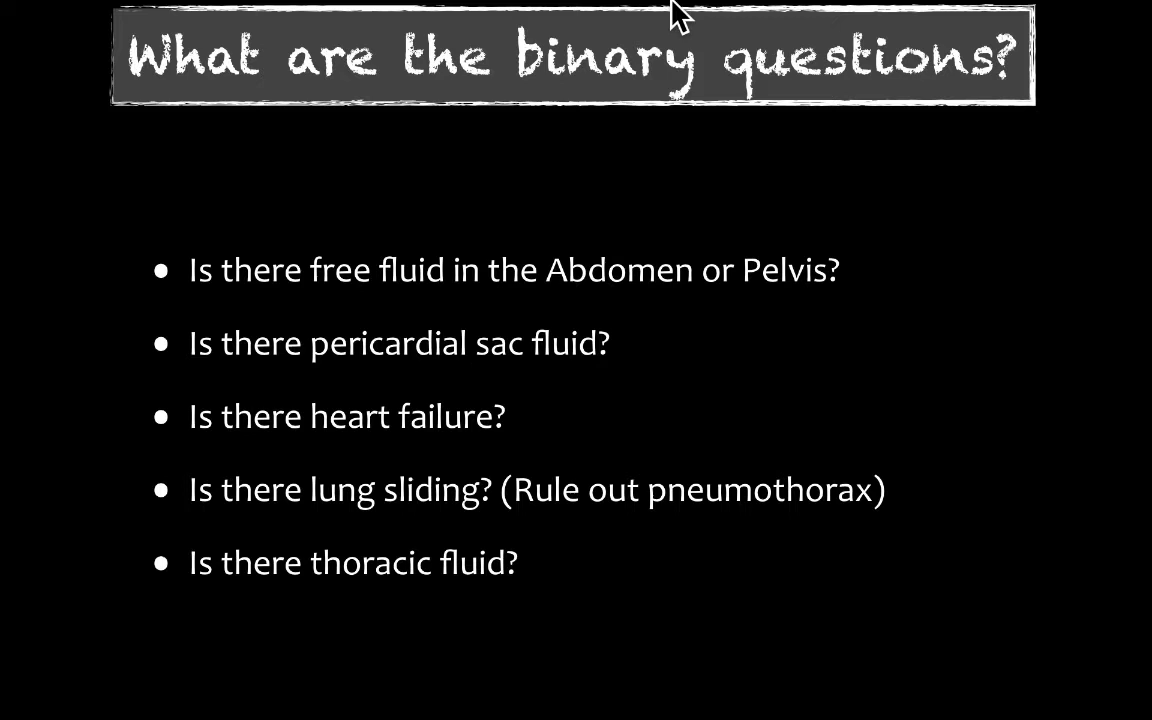 What are the binary questions?
• Is there free fluid in the Abdomen or Pelvis?
• Is there pericardial sac fluid?
• Is there heart failure?
• Is there lung sliding? (Rule out pneumothorax)
• Is there thoracic fluid?